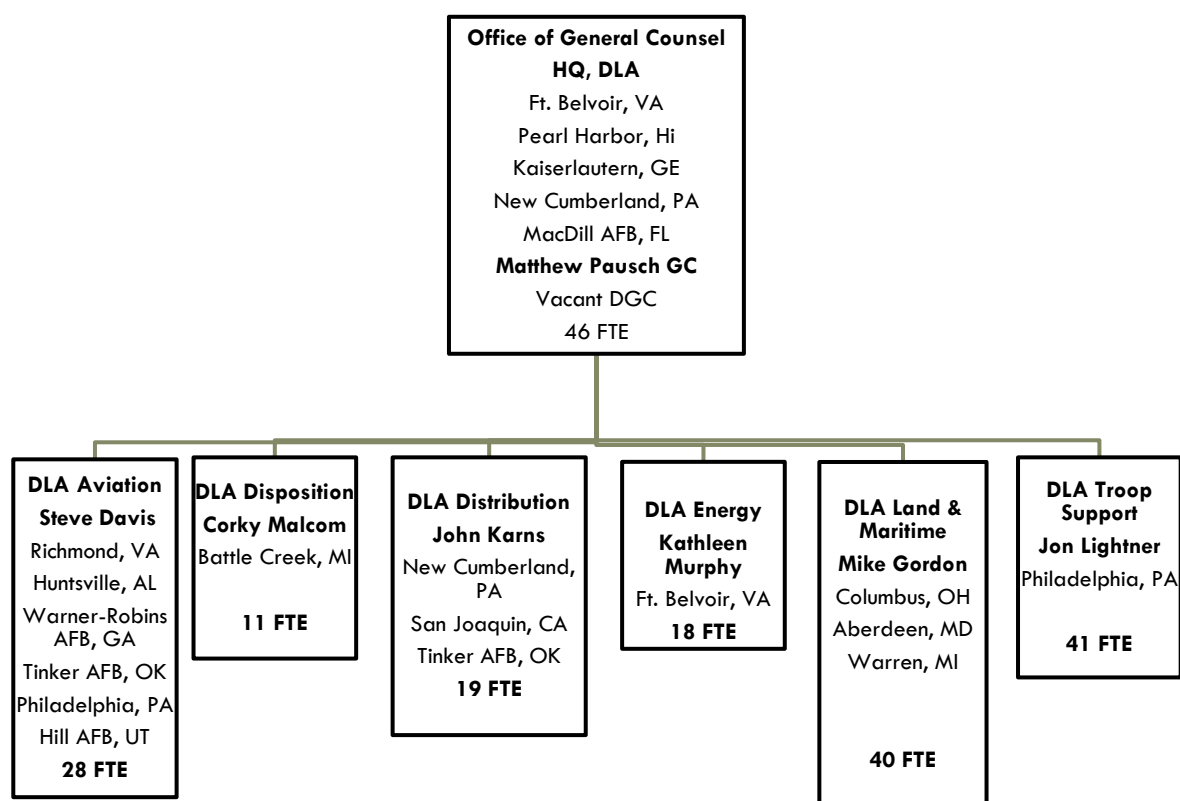 Office of General Counsel
HQ, DLA
Ft. Belvoir, VA
Pearl Harbor, Hi
Kaiserlautern, GE
New Cumberland, PA
MacDill AFB, FL
Matthew Pausch GC
Vacant DGC
46 FTE
DLA Aviation
Steve Davis
Richmond, VA
Huntsville, AL
Warner-Robins
AFB, GA
Tinker AFB, OK
Philadelphia, PA
Hill AFB, UT
28 FTE
DLA Disposition
Corky Malcom
Battle Creek, MI
11 FTE
DLA Distribution
John Karns
New Cumberland,
PA
San Joaquin, CA
Tinker AFB, OK
19 FTE
DLA Energy
Kathleen
Murphy
Ft. Belvoir, VA
18 FTE
DLA Land &
Maritime
Mike Gordon
Columbus, OH
Aberdeen, MD
Warren, MI
40 FTE
DLA Troop
Support
Jon Lightner
Philadelphia, PA
41 FTE